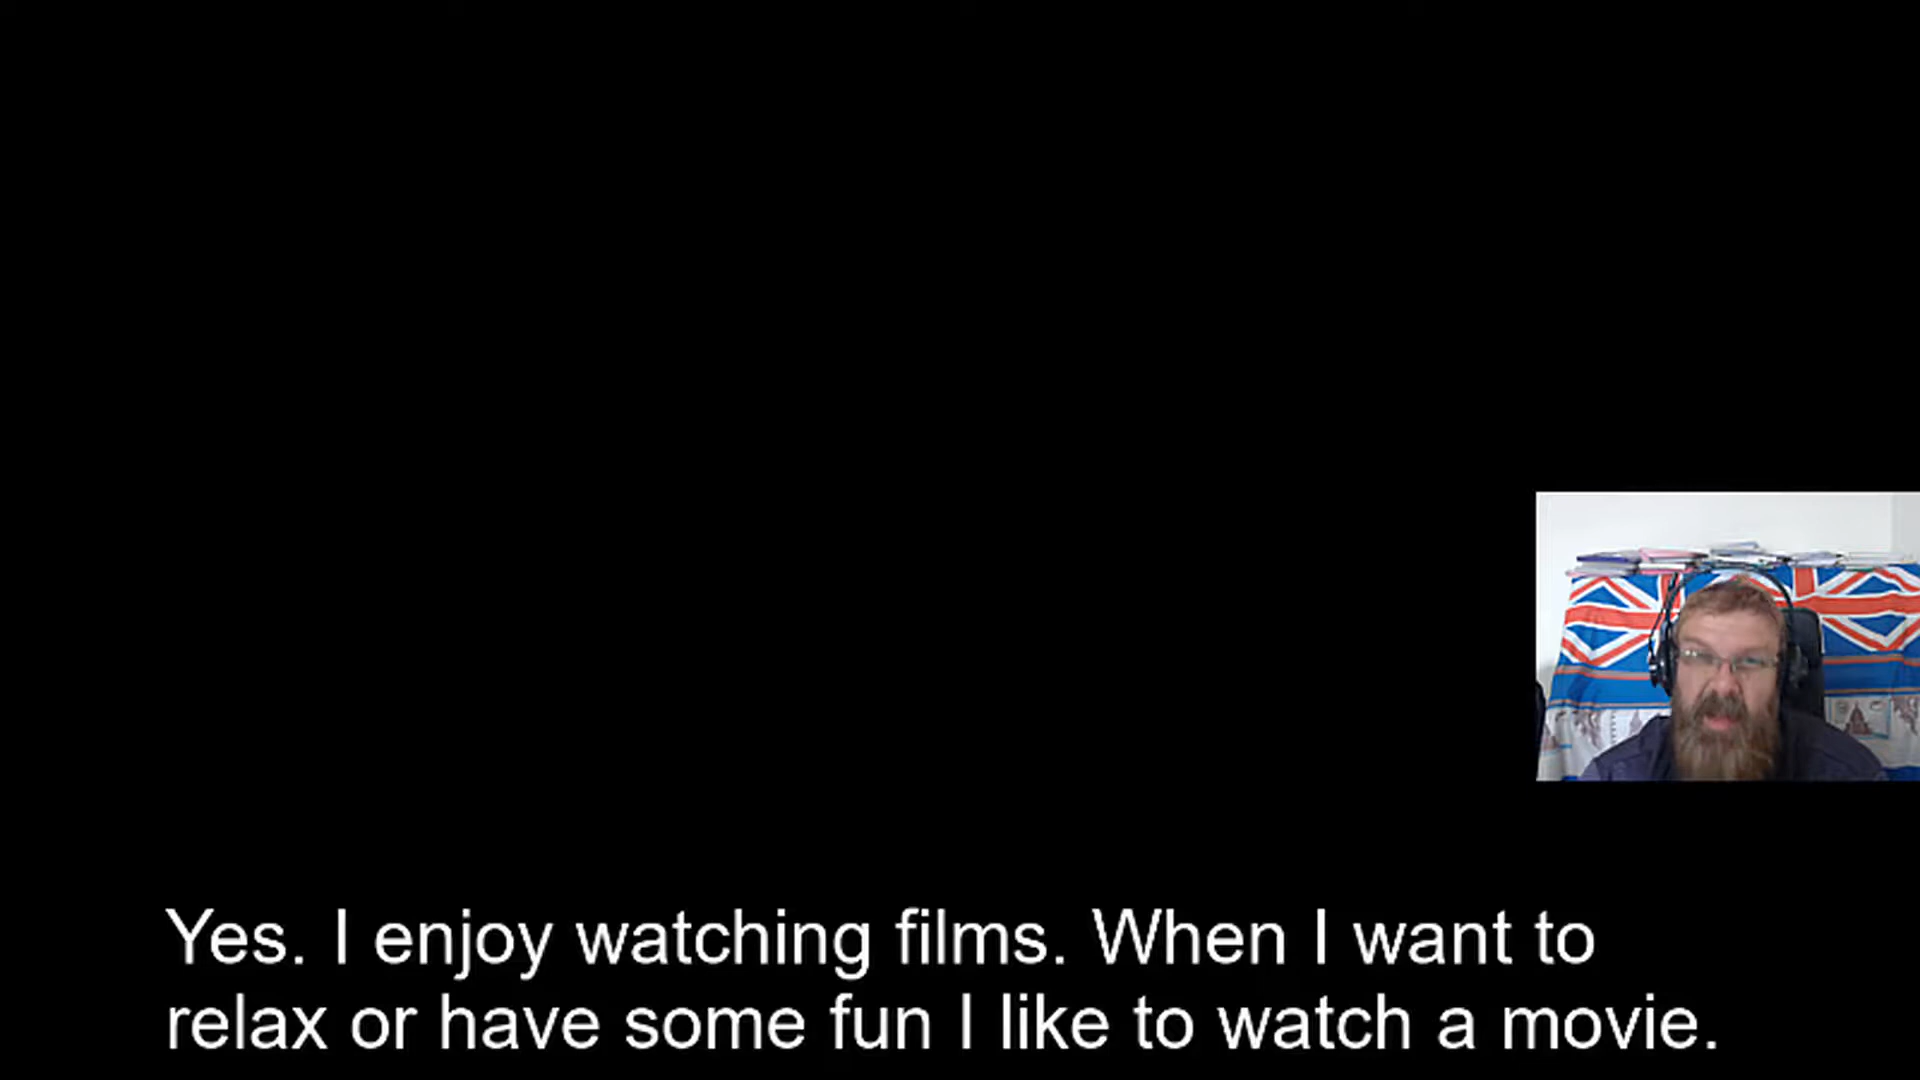 Yes. I enjoy watching films. When I want to
relax or have some fun I like to watch a movie.